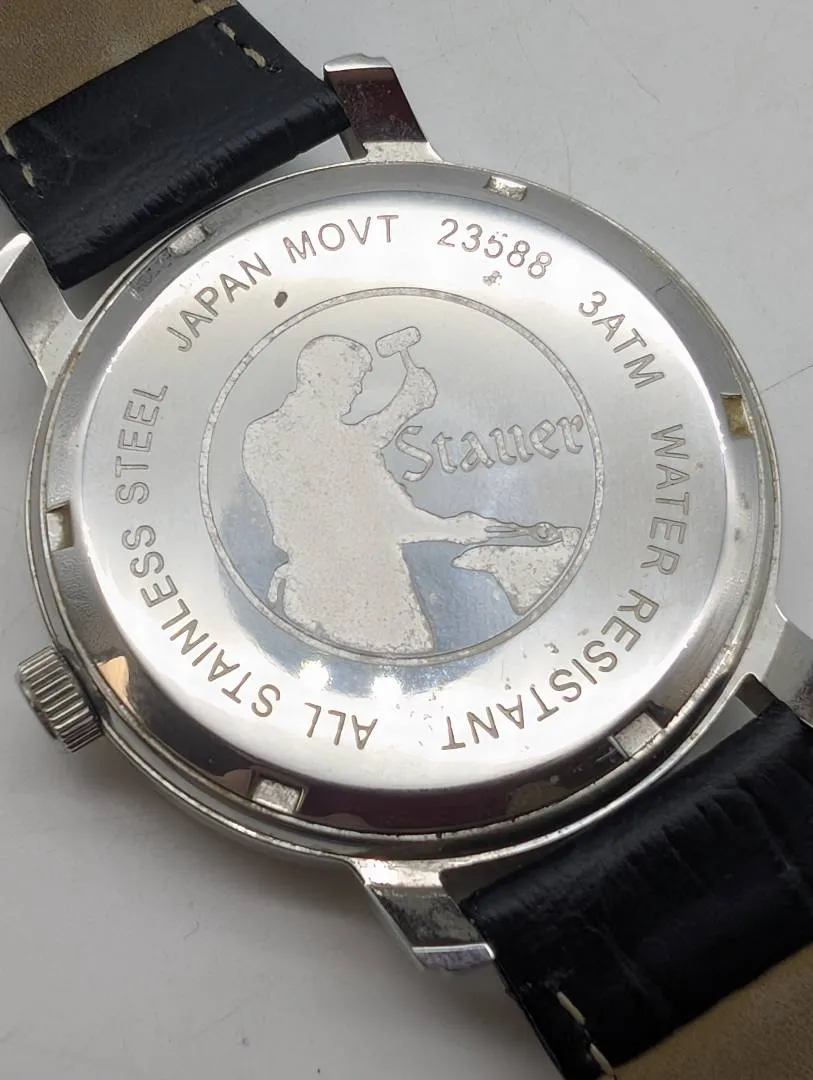 JAPAN MOVT 23588 3ATM WATER RESISTANT ALL STAINLESS STEEL
Stauer